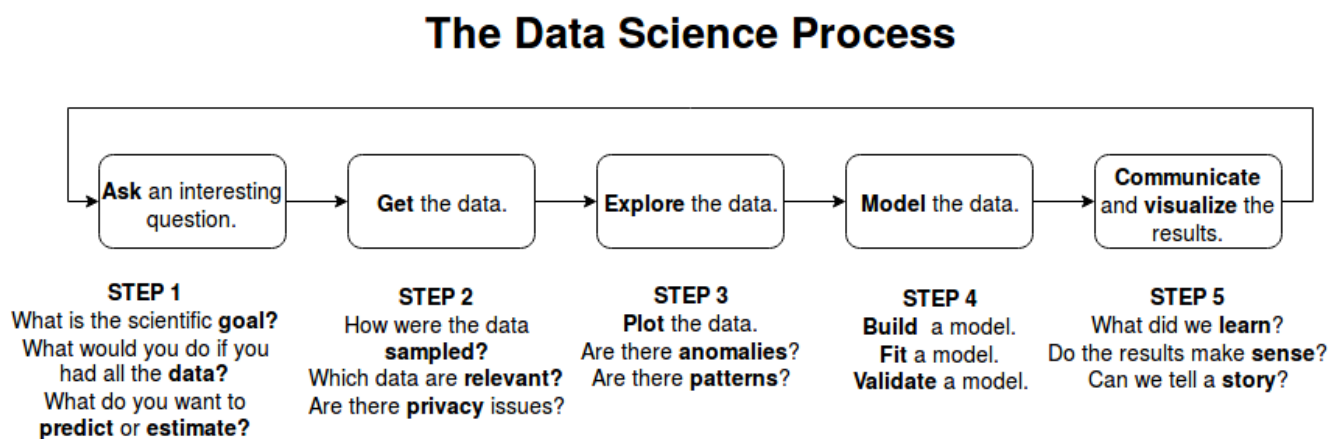 The Data Science Process
Ask an interesting
question.
Get the data.
Explore the data.
Model the data.
Communicate
and visualize the
results.
STEP 1
What is the scientific goal?
What would you do if you
had all the data?
What do you want to
predict or estimate?
STEP 2
How were the data
sampled?
Which data are relevant?
Are there privacy issues?
STEP 3
Plot the data.
Are there anomalies?
Are there patterns?
STEP 4
Build  a model.
Fit a model.
Validate a model.
STEP 5
What did we learn?
Do the results make sense?
Can we tell a story?